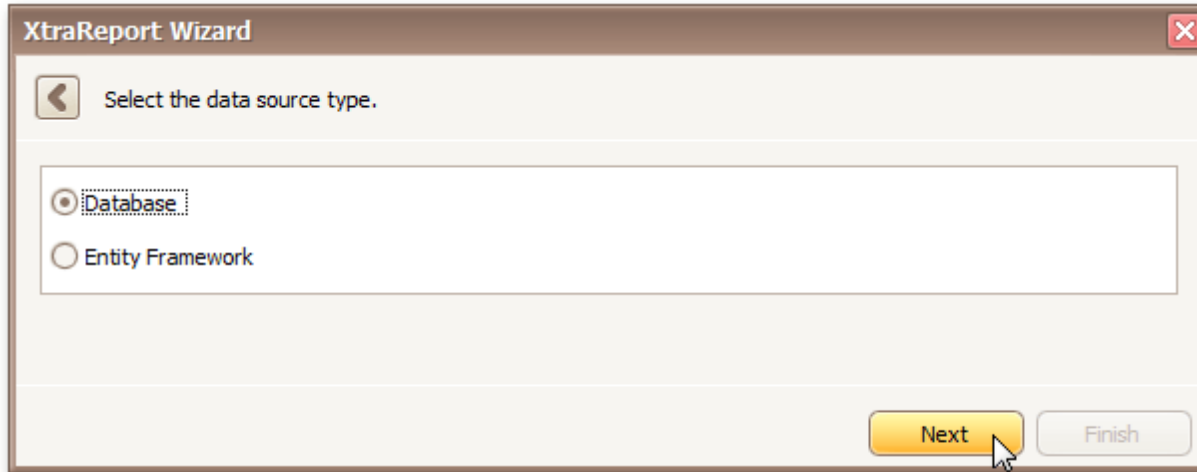 XtraReport Wizard
Select the data source type.
Database
Entity Framework
Next
Finish